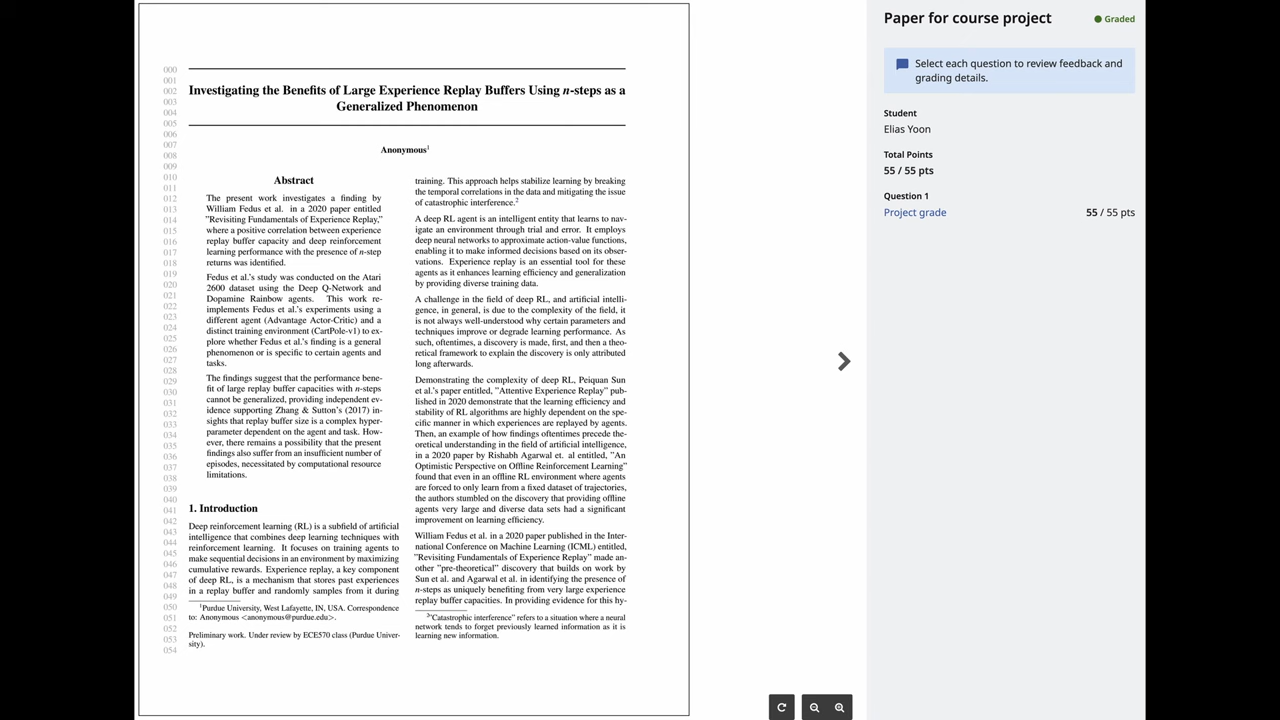 Investigating the Benefits of Large Experience Replay Buffers Using n-steps as a
Generalized Phenomenon
Anonymous1
000
001
002
003
004
005
006
007
008
009
010
011
012
013
014
015
016
017
018
019
020
021
022
023
024
025
026
027
028
029
030
031
032
033
034
035
036
037
038
039
040
041
042
043
044
045
046
047
048
049
050
051
052
053
054
Abstract
The present work investigates a finding by
William Fedus et al. in a 2020 paper entitled
"Revisiting Fundamentals of Experience Replay,"
where a positive correlation between experience
replay buffer capacity and deep reinforcement
learning performance with the presence of n-step
returns was identified.
Fedus et al.'s study was conducted on the Atari
2600 dataset using the Deep Q-Network and
Dopamine Rainbow agents. This work re-
implements Fedus et al.'s experiments using a
different agent (Advantage Actor-Critic) and a
distinct training environment (CartPole-v1) to ex-
plore whether Fedus et al.'s finding is a general
phenomenon or is specific to certain agents and
tasks.
The findings suggest that the performance bene-
fit of large replay buffer capacities with n-steps
cannot be generalized, providing independent ev-
idence supporting Zhang & Sutton's (2017) in-
sights that replay buffer size is a complex hyper-
parameter dependent on the agent and task. How-
ever, there remains a possibility that the present
findings also suffer from an insufficient number of
episodes, necessitated by computational resource
limitations.
1. Introduction
Deep reinforcement learning (RL) is a subfield of artificial
intelligence that combines deep learning techniques with
reinforcement learning. It focuses on training agents to
make sequential decisions in an environment by maximizing
cumulative rewards. Experience replay, a key component
of deep RL, is a mechanism that stores past experiences
in a replay buffer and randomly samples from it during
1Purdue University, West Lafayette, IN, USA. Correspondence
to: Anonymous <anonymous@purdue.edu>.
Preliminary work. Under review by ECE570 class (Purdue Univer-
sity).
training. This approach helps stabilize learning by breaking
the temporal correlations in the data and mitigating the issue
of catastrophic interference.2
A deep RL agent is an intelligent entity that learns to nav-
igate an environment through trial and error. It employs
deep neural networks to approximate action-value functions,
enabling it to make informed decisions based on its obser-
vations. Experience replay is an essential tool for these
agents as it enhances learning efficiency and generalization
by providing diverse training data.
A challenge in the field of deep RL, and artificial intelli-
gence, in general, is due to the complexity of the field, it
is not always well-understood why certain parameters and
techniques improve or degrade learning performance. As
such, oftentimes, a discovery is made, first, and then a theo-
retical framework to explain the discovery is only attributed
long afterwards.
Demonstrating the complexity of deep RL, Peiquan Sun
et al.'s paper entitled, "Attentive Experience Replay" pub-
lished in 2020 demonstrate that the learning efficiency and
stability of RL algorithms are highly dependent on the spe-
cific manner in which experiences are replayed by agents.
Then, an example of how findings oftentimes precede the-
oretical understanding in the field of artificial intelligence,
in a 2020 paper by Rishabh Agarwal et. al entitled, "An
Optimistic Perspective on Offline Reinforcement Learning"
found that even in an offline RL environment where agents
are forced to only learn from a fixed dataset of trajectories,
the authors stumbled on the discovery that providing offline
agents very large and diverse data sets had a significant
improvement on learning efficiency.
William Fedus et al. in a 2020 paper published in the Inter-
national Conference on Machine Learning (ICML) entitled,
"Revisiting Fundamentals of Experience Replay" made an-
other "pre-theoretical" discovery that builds on work by
Sun et al. and Agarwal et al. in identifying the presence of
n-steps as uniquely benefiting from very large experience
replay buffer capacities. In providing evidence for this hy-
2"Catastrophic interference" refers to a situation where a neural
network tends to forget previously learned information as it is
learning new information.
Paper for course project
Graded
Select each question to review feedback and
grading details.
Student
Elias Yoon
Total Points
55 / 55 pts
Question 1
Project grade 55 / 55 pts